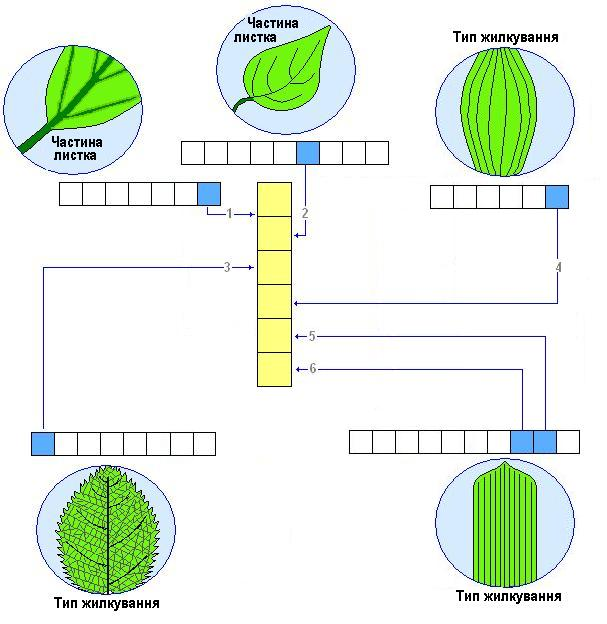 Частина
листка
Тип жилкування
Частина
листка
1
2
3
4
5
6
Тип жилкування
Тип жилкування